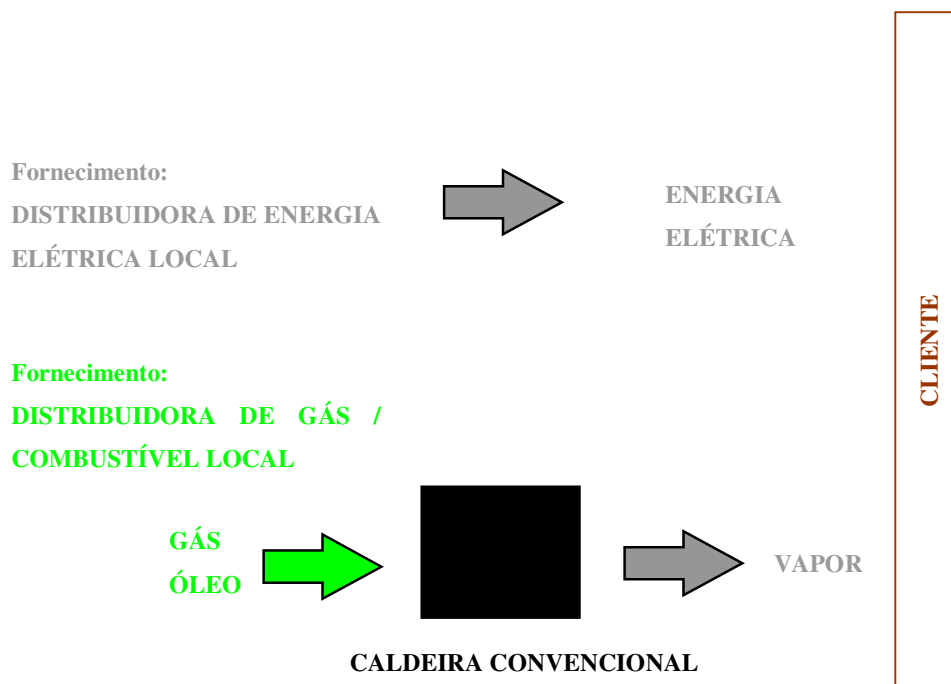 Fornecimento:
DISTRIBUIDORA DE ENERGIA
ELÉTRICA LOCAL
ENERGIA
ELÉTRICA
Fornecimento:
DISTRIBUIDORA DE GÁS /
COMBUSTÍVEL LOCAL
GÁS
ÓLEO
VAPOR
CALDEIRA CONVENCIONAL
CLIENTE